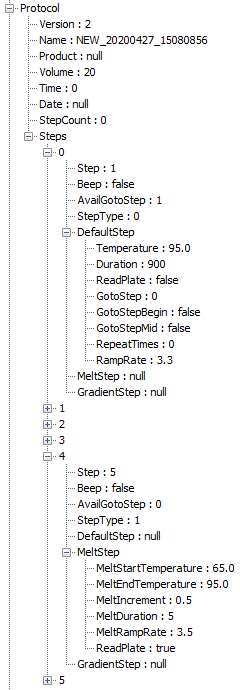 Protocol
Version : 2
Name : NEW_20200427_15080856
Product : null
Volume : 20
Time : 0
Date : null
StepCount : 0
Steps
0
Step : 1
Beep : false
AvailGotoStep : 1
StepType : 0
DefaultStep
Temperature : 95.0
Duration : 900
ReadPlate : false
GotoStep : 0
GotoStepBegin : false
GotoStepMid : false
RepeatTimes : 0
RampRate : 3.3
MeltStep : null
GradientStep : null
1
2
3
4
Step : 5
Beep : false
AvailGotoStep : 0
StepType : 1
DefaultStep : null
MeltStep
MeltStartTemperature : 65.0
MeltEndTemperature : 95.0
MeltIncrement : 0.5
MeltDuration : 5
MeltRampRate : 3.5
ReadPlate : true
GradientStep : null
5